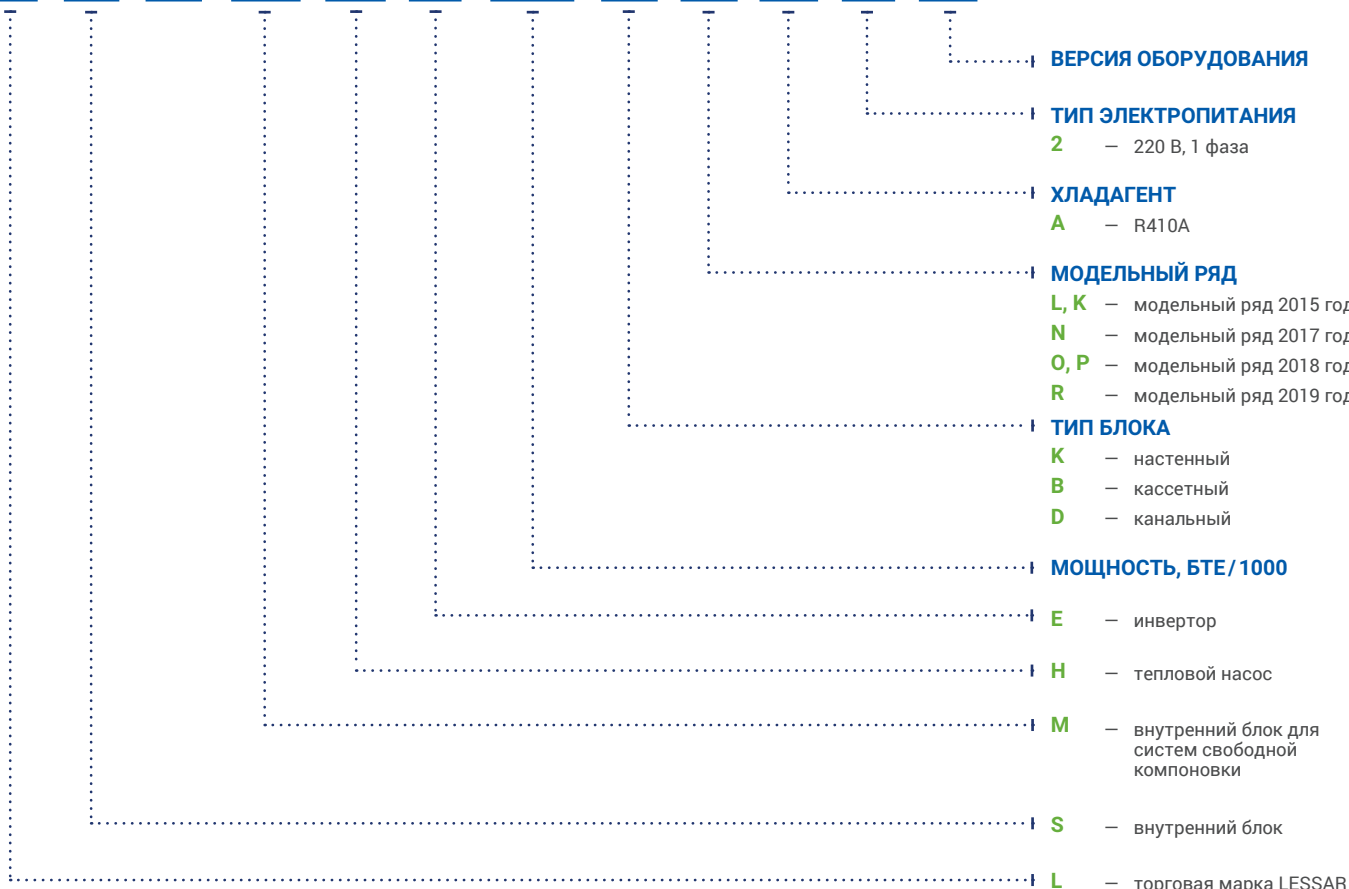 ВЕРСИЯ ОБОРУДОВАНИЯ
ТИП ЭЛЕКТРОПИТАНИЯ
2 — 220 В, 1 фаза
ХЛАДАГЕНТ
A — R410A
МОДЕЛЬНЫЙ РЯД
L, K — модельный ряд 2015 год
N — модельный ряд 2017 год
O, P — модельный ряд 2018 год
R — модельный ряд 2019 год
ТИП БЛОКА
K — настенный
B — кассетный
D — канальный
МОЩНОСТЬ, БТЕ/1000
E — инвертор
H — тепловой насос
M — внутренний блок для
систем свободной
компоновки
S — внутренний блок
L — торговая марка LESSAR